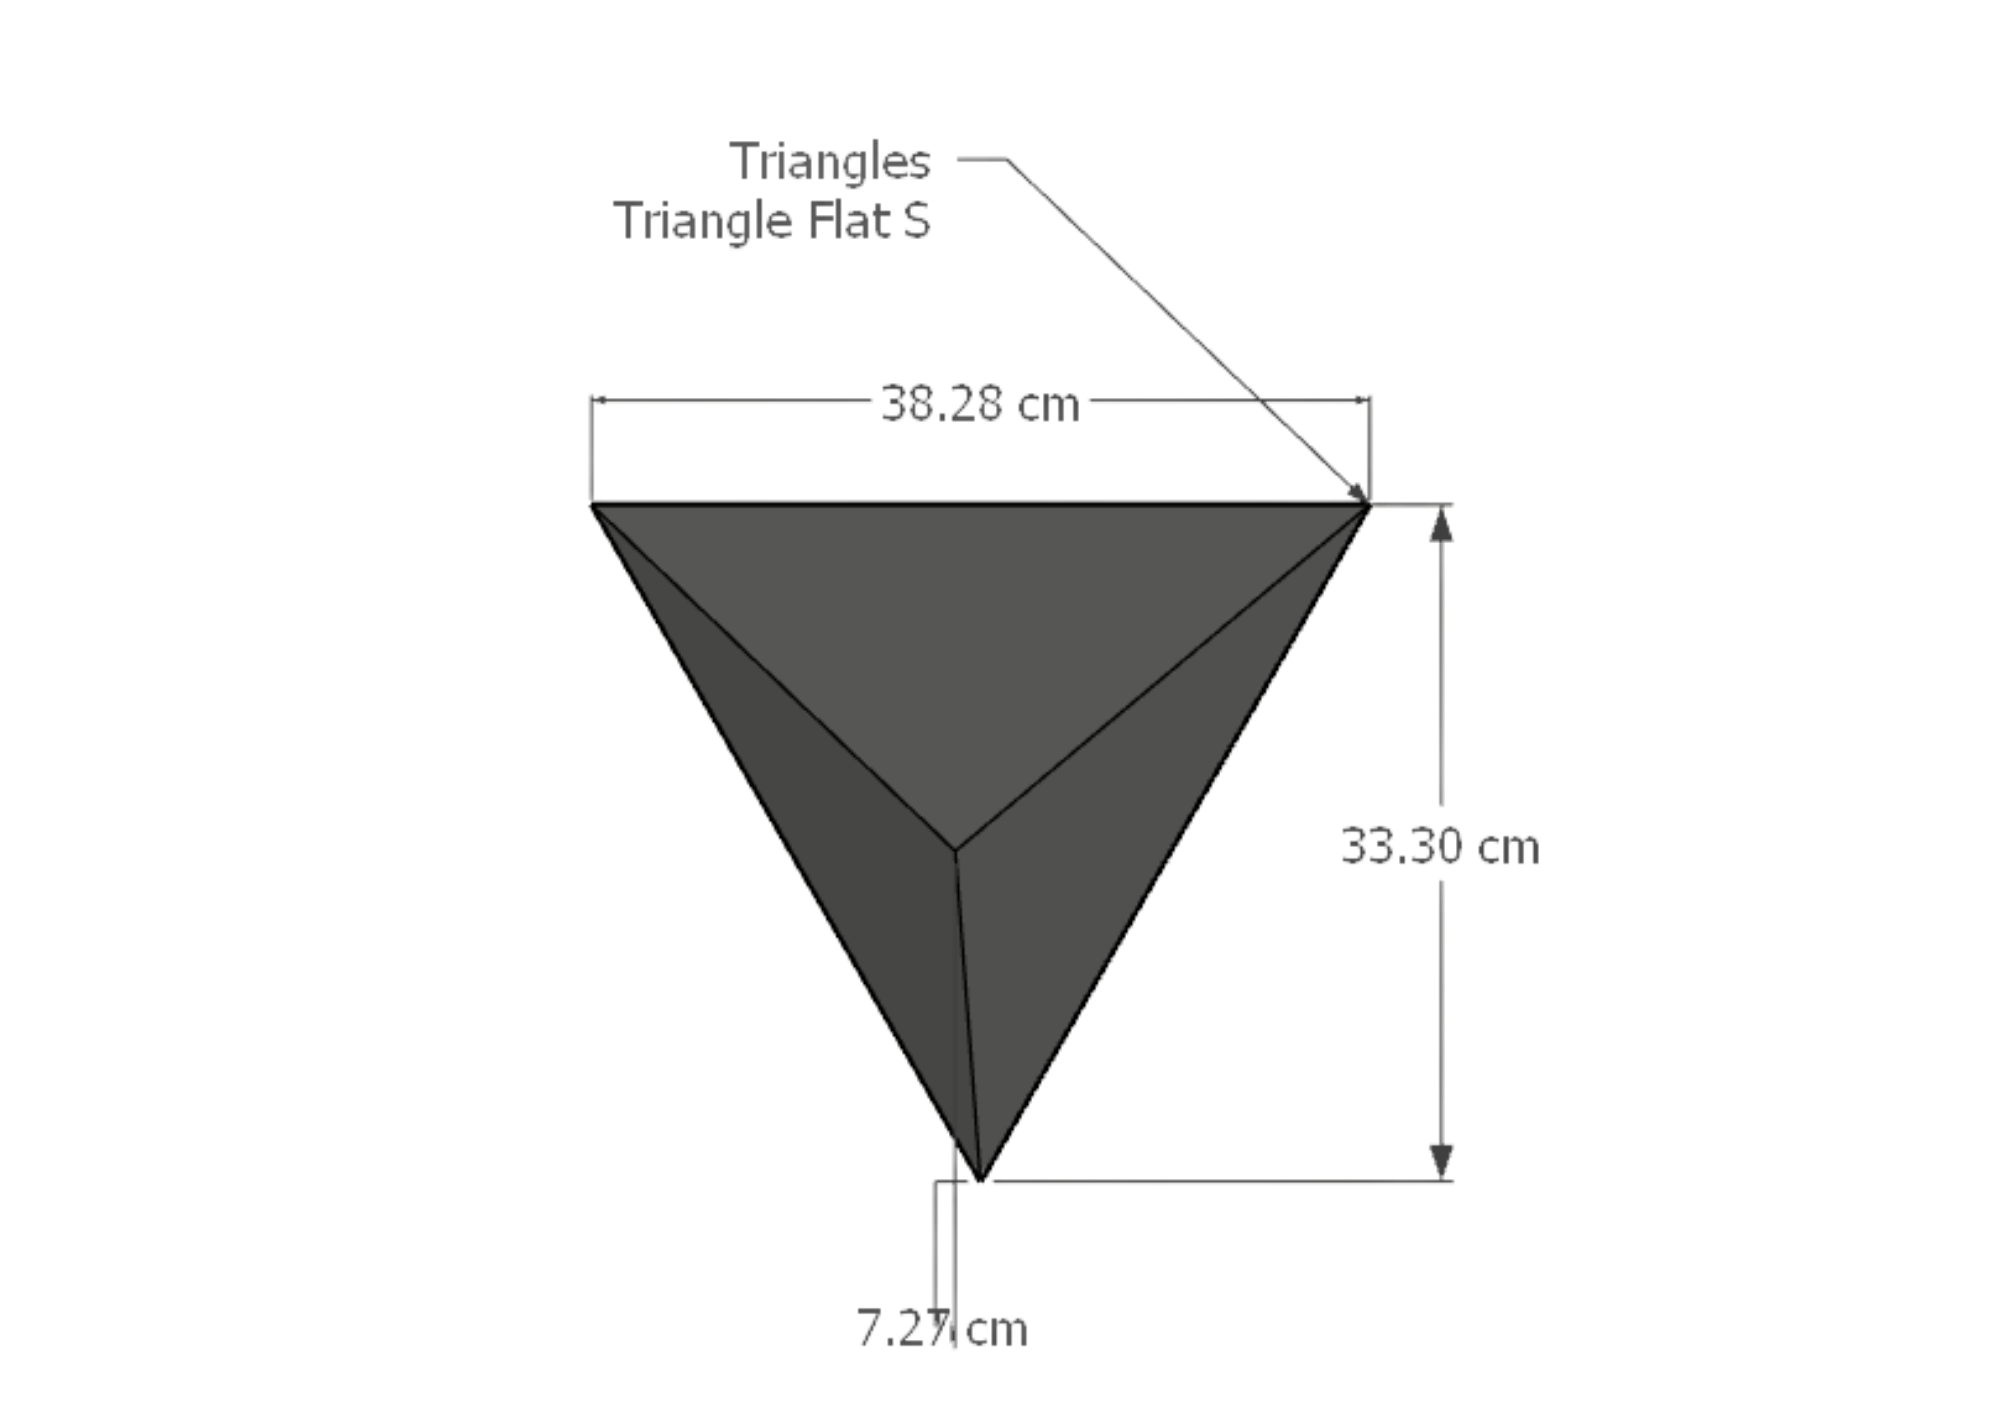 Triangles
Triangle Flat S
38.28 cm
33.30 cm
7.27 cm